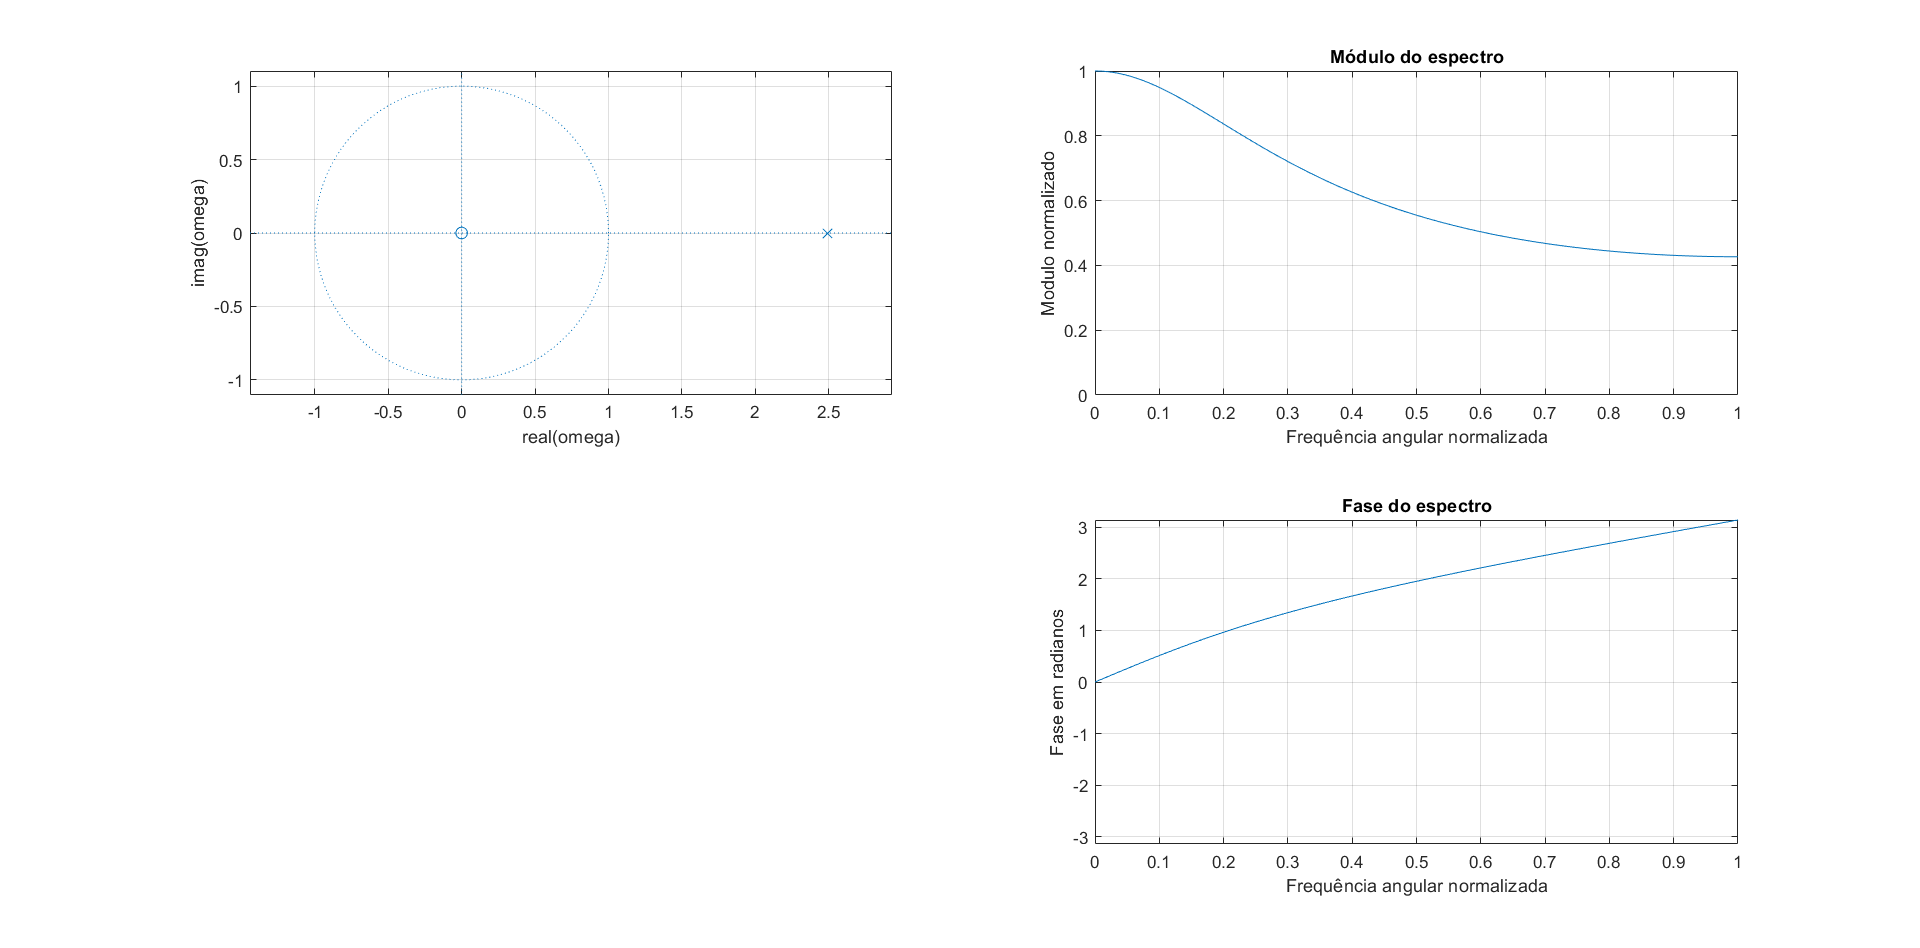 1
0.5
0
-0.5
-1
imag(omega)
-1 -0.5 0 0.5 1 1.5 2 2.5
real(omega)
Módulo do espectro
1
0.8
0.6
0.4
0.2
0
Modulo normalizado
0 0.1 0.2 0.3 0.4 0.5 0.6 0.7 0.8 0.9 1
Frequência angular normalizada
Fase do espectro
3
2
1
0
-1
-2
-3
Fase em radianos
0 0.1 0.2 0.3 0.4 0.5 0.6 0.7 0.8 0.9 1
Frequência angular normalizada